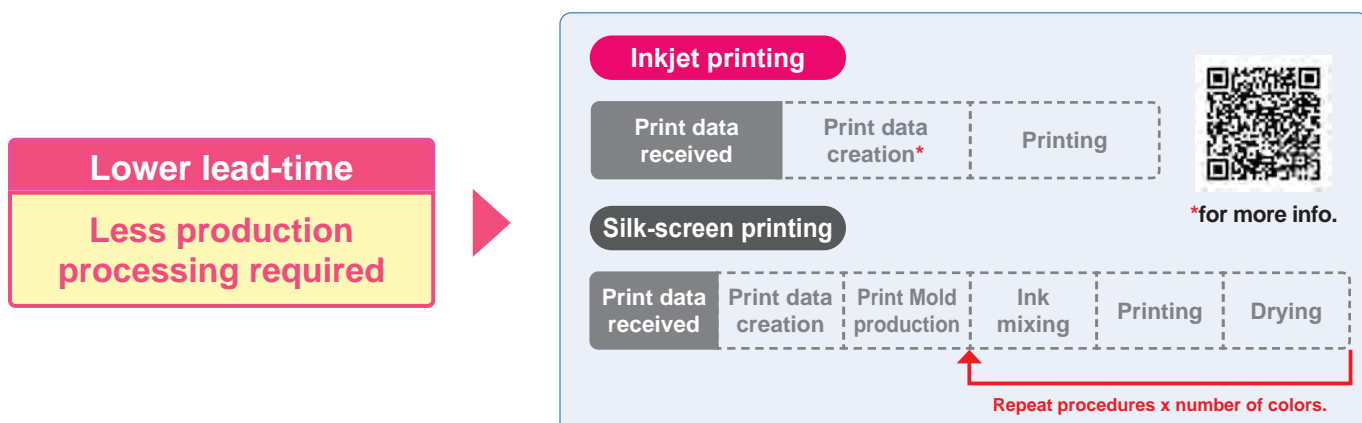 Lower lead-time
Less production
processing required
Inkjet printing
Print data
received
Print data
creation*
Printing
*for more info.
Silk-screen printing
Print data
received
Print data
creation
Print Mold
production
Ink
mixing
Printing
Drying
Repeat procedures x number of colors.